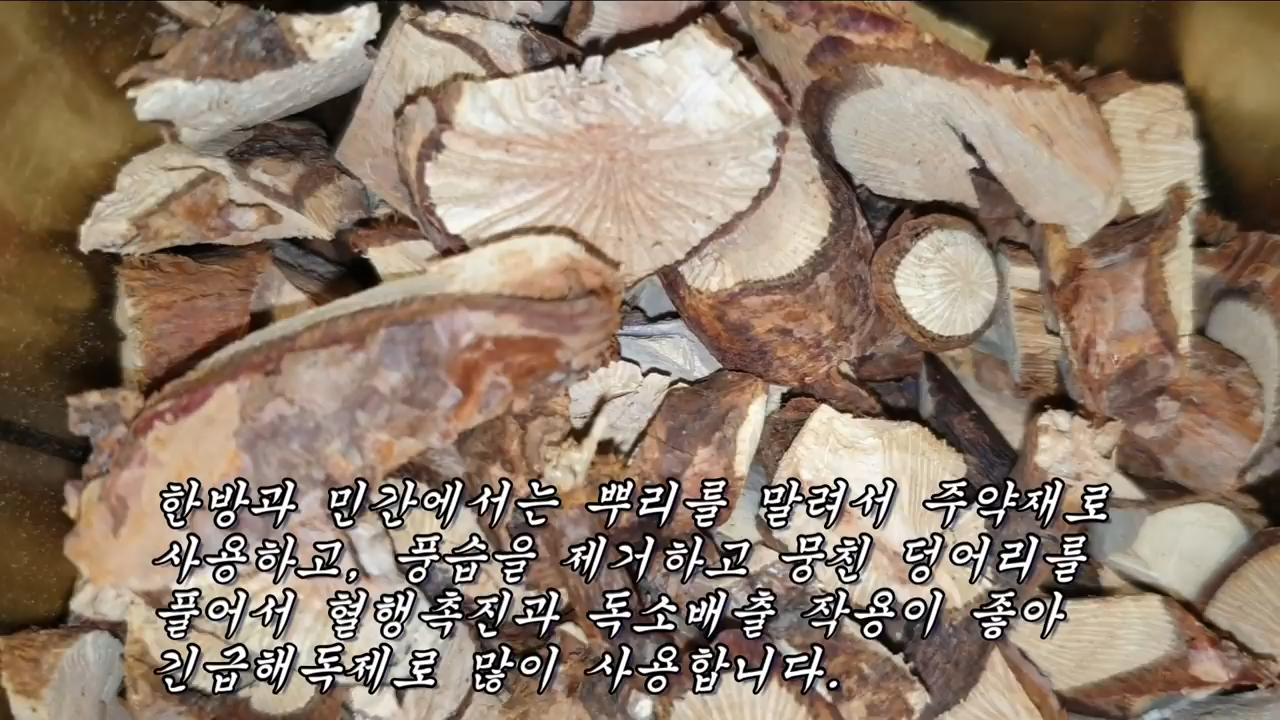 한방과 민간에서는 뿌리를 말려서 주약재로
사용하고, 풍습을 제거하고 뭉친 덩어리를
풀어서 혈행촉진과 독소배출 작용이 좋아
긴급해독제로 많이 사용합니다.